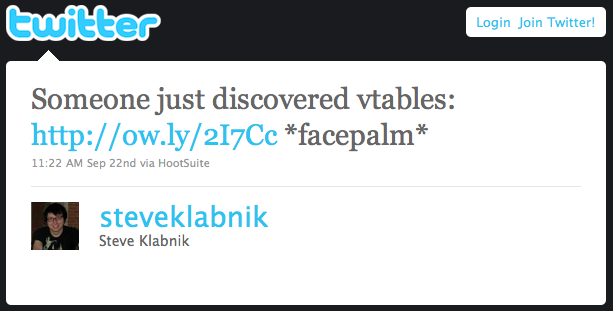 twitter
Login Join Twitter!
Someone just discovered vtables:
http://ow.ly/2I7Cc *facepalm*
11:22 AM Sep 22nd via HootSuite
steveklabnik
Steve Klabnik